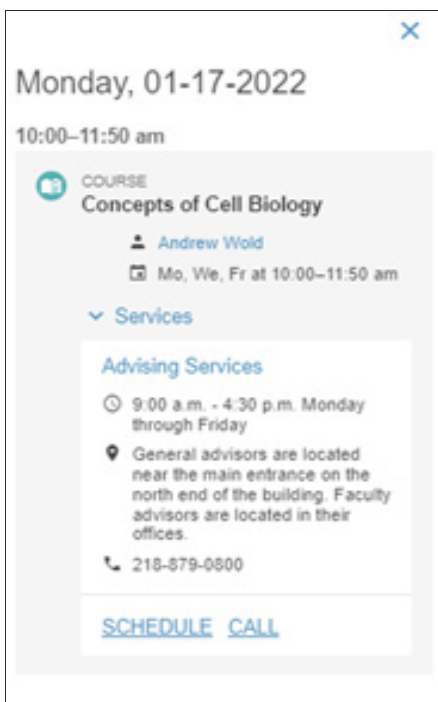 Monday, 01-17-2022
10:00–11:50 am
COURSE
Concepts of Cell Biology
Andrew Wold
Mo, We, Fr at 10:00–11:50 am
Services
Advising Services
9:00 a.m. - 4:30 p.m. Monday
through Friday
General advisors are located
near the main entrance on the
north end of the building. Faculty
advisors are located in their
offices.
218-879-0800
SCHEDULE CALL